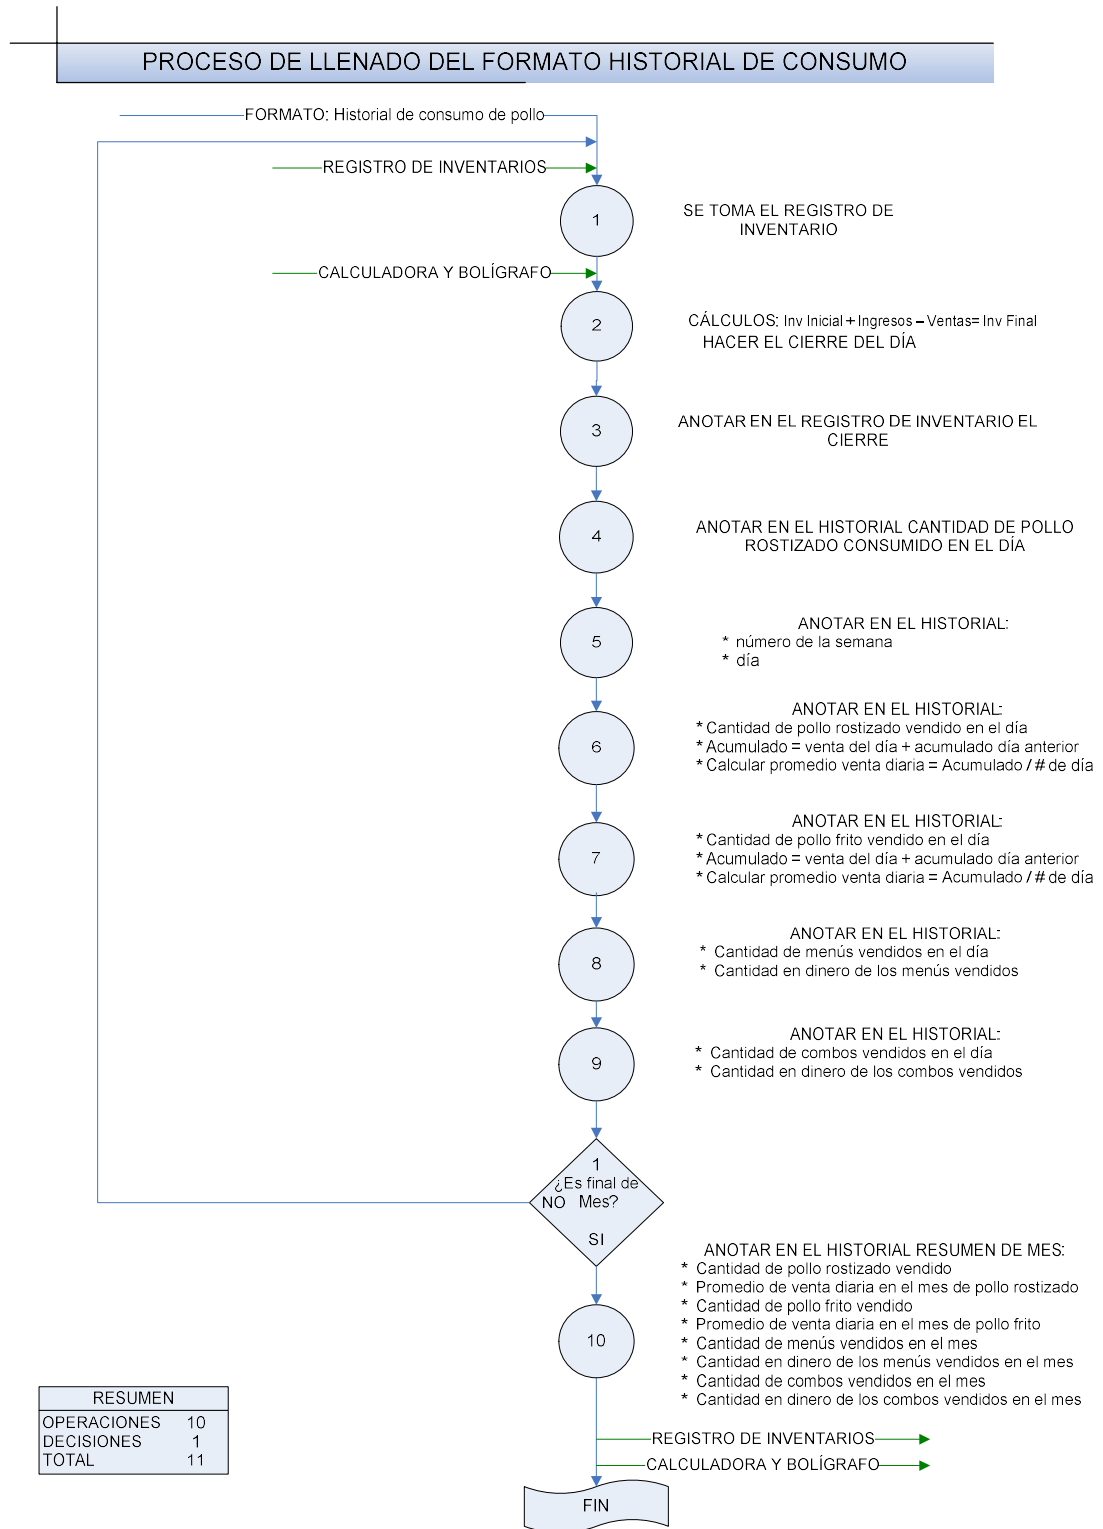 PROCESO DE LLENADO DEL FORMATO HISTORIAL DE CONSUMO
FORMATO: Historial de consumo de pollo
REGISTRO DE INVENTARIOS
1
SE TOMA EL REGISTRO DE
INVENTARIO
CALCULADORA Y BOLÍGRAFO
2
CÁLCULOS: Inv Inicial + Ingresos – Ventas= Inv Final
HACER EL CIERRE DEL DÍA
3
ANOTAR EN EL REGISTRO DE INVENTARIO EL
CIERRE
4
ANOTAR EN EL HISTORIAL CANTIDAD DE POLLO
ROSTIZADO CONSUMIDO EN EL DÍA
5
ANOTAR EN EL HISTORIAL:
* número de la semana
* día
6
ANOTAR EN EL HISTORIAL:
* Cantidad de pollo rostizado vendido en el día
* Acumulado = venta del día + acumulado día anterior
* Calcular promedio venta diaria = Acumulado / # de día
7
ANOTAR EN EL HISTORIAL:
* Cantidad de pollo frito vendido en el día
* Acumulado = venta del día + acumulado día anterior
* Calcular promedio venta diaria = Acumulado / # de día
8
ANOTAR EN EL HISTORIAL:
* Cantidad de menús vendidos en el día
* Cantidad en dinero de los menús vendidos
9
ANOTAR EN EL HISTORIAL:
* Cantidad de combos vendidos en el día
* Cantidad en dinero de los combos vendidos
1
¿Es final de
NO Mes?
SI
10
ANOTAR EN EL HISTORIAL RESUMEN DE MES:
* Cantidad de pollo rostizado vendido
* Promedio de venta diaria en el mes de pollo rostizado
* Cantidad de pollo frito vendido
* Promedio de venta diaria en el mes de pollo frito
* Cantidad de menús vendidos en el mes
* Cantidad en dinero de los menús vendidos en el mes
* Cantidad de combos vendidos en el mes
* Cantidad en dinero de los combos vendidos en el mes
RESUMEN
OPERACIONES 10
DECISIONES 1
TOTAL 11
REGISTRO DE INVENTARIOS
CALCULADORA Y BOLÍGRAFO
FIN